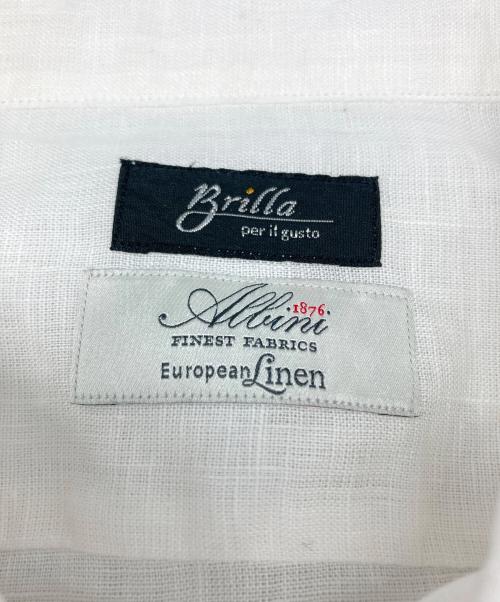 Brilla
per il gusto
Albini 1876
FINEST FABRICS
European Linen